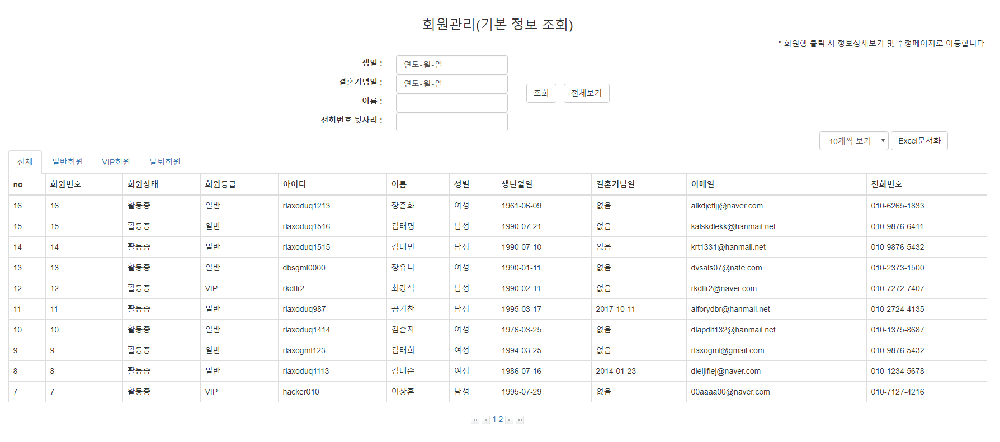 회원관리(기본 정보 조회)
* 회원행 클릭 시 정보상세보기 및 수정페이지로 이동합니다.
생일 : 연도-월-일
결혼기념일 : 연도-월-일
조회 전체보기
이름 :
전화번호 뒷자리 :
10개씩 보기 Excel문서화
전체 일반회원 VIP회원 탈퇴회원
no 회원번호 회원상태 회원등급 아이디 이름 성별 생년월일 결혼기념일 이메일 전화번호
16 16 활동중 일반 rlaxoduq1213 장춘화 여성 1961-06-09 없음 alkdjefljj@naver.com 010-6265-1833
15 15 활동중 일반 rlaxoduq1516 김태명 남성 1990-07-21 없음 kalskdlekk@hanmail.net 010-9876-6411
14 14 활동중 일반 rlaxoduq1515 김태민 남성 1990-07-10 없음 krt1331@hanmail.net 010-9876-5432
13 13 활동중 일반 dbsgml0000 장유니 여성 1990-01-11 없음 dvsals07@nate.com 010-2373-1500
12 12 활동중 VIP rkdtlr2 최강식 남성 1990-02-11 없음 rkdtlr2@naver.com 010-7272-7407
11 11 활동중 일반 rlaxoduq987 공기찬 남성 1995-03-17 2017-10-11 alforydbr@hanmail.net 010-2724-4135
10 10 활동중 일반 rlaxoduq1414 김순자 여성 1976-03-25 없음 dlapdlf132@hanmail.net 010-1375-8687
9 9 활동중 일반 rlaxogml123 김태희 여성 1994-03-25 없음 rlaxogml@gmail.com 010-9876-5432
8 8 활동중 일반 rlaxoduq1113 김태순 여성 1986-07-16 2014-01-23 dleijlfiej@naver.com 010-1234-5678
7 7 활동중 VIP hacker010 이상훈 남성 1995-07-29 없음 00aaaa00@naver.com 010-7127-4216
1 2